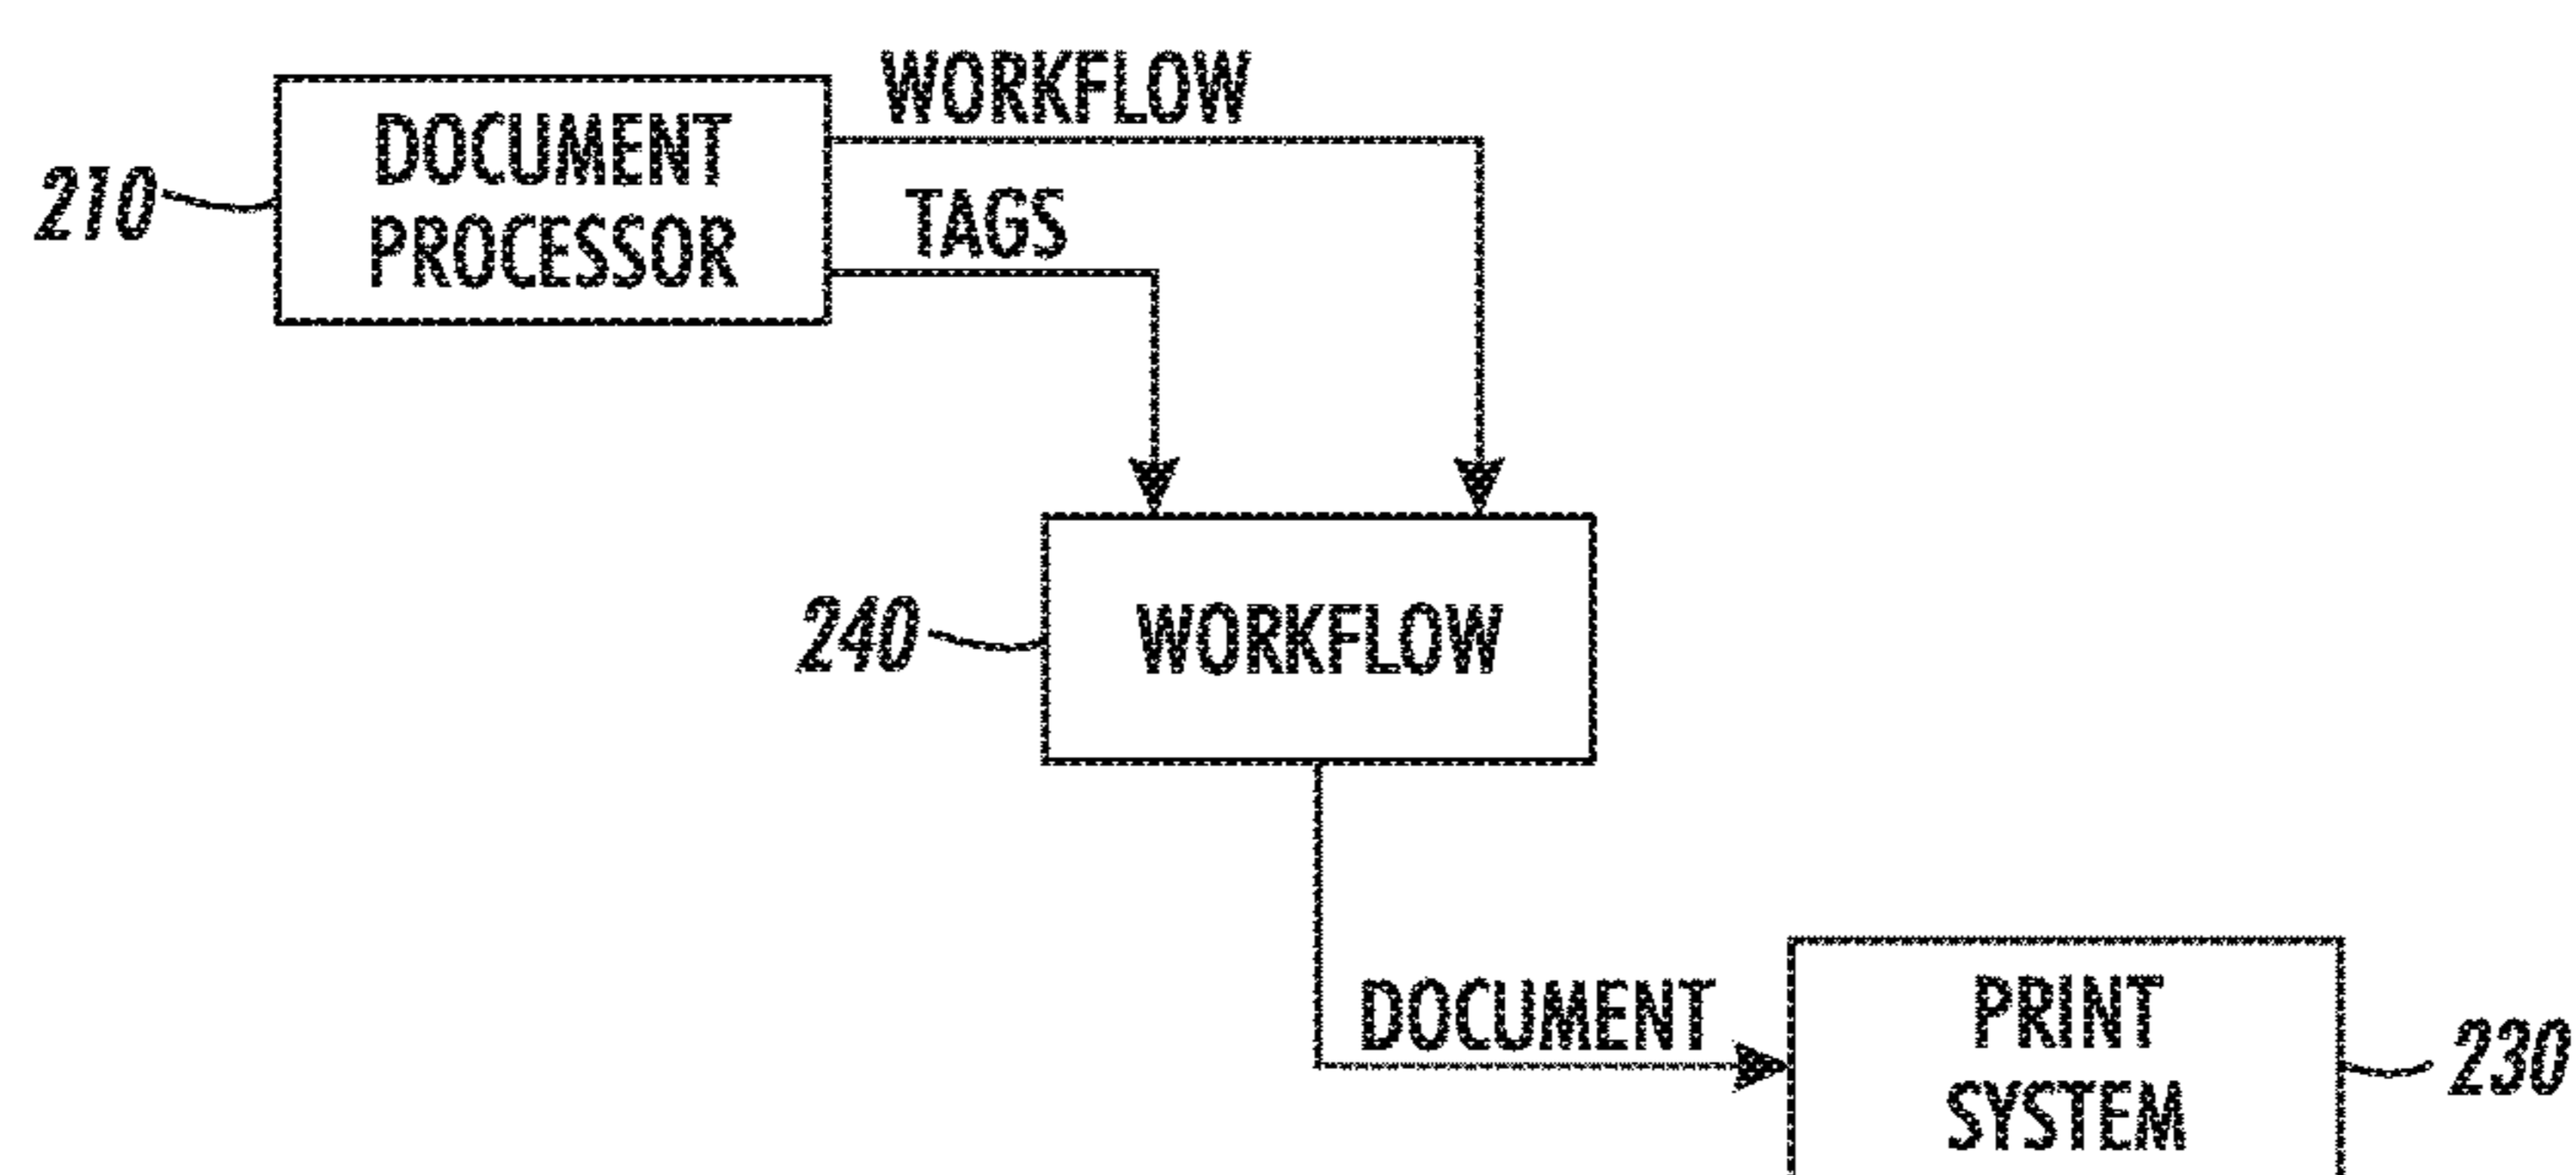 WORKFLOW
DOCUMENT
PROCESSOR
210
TAGS
240
WORKFLOW
DOCUMENT
PRINT
SYSTEM
230